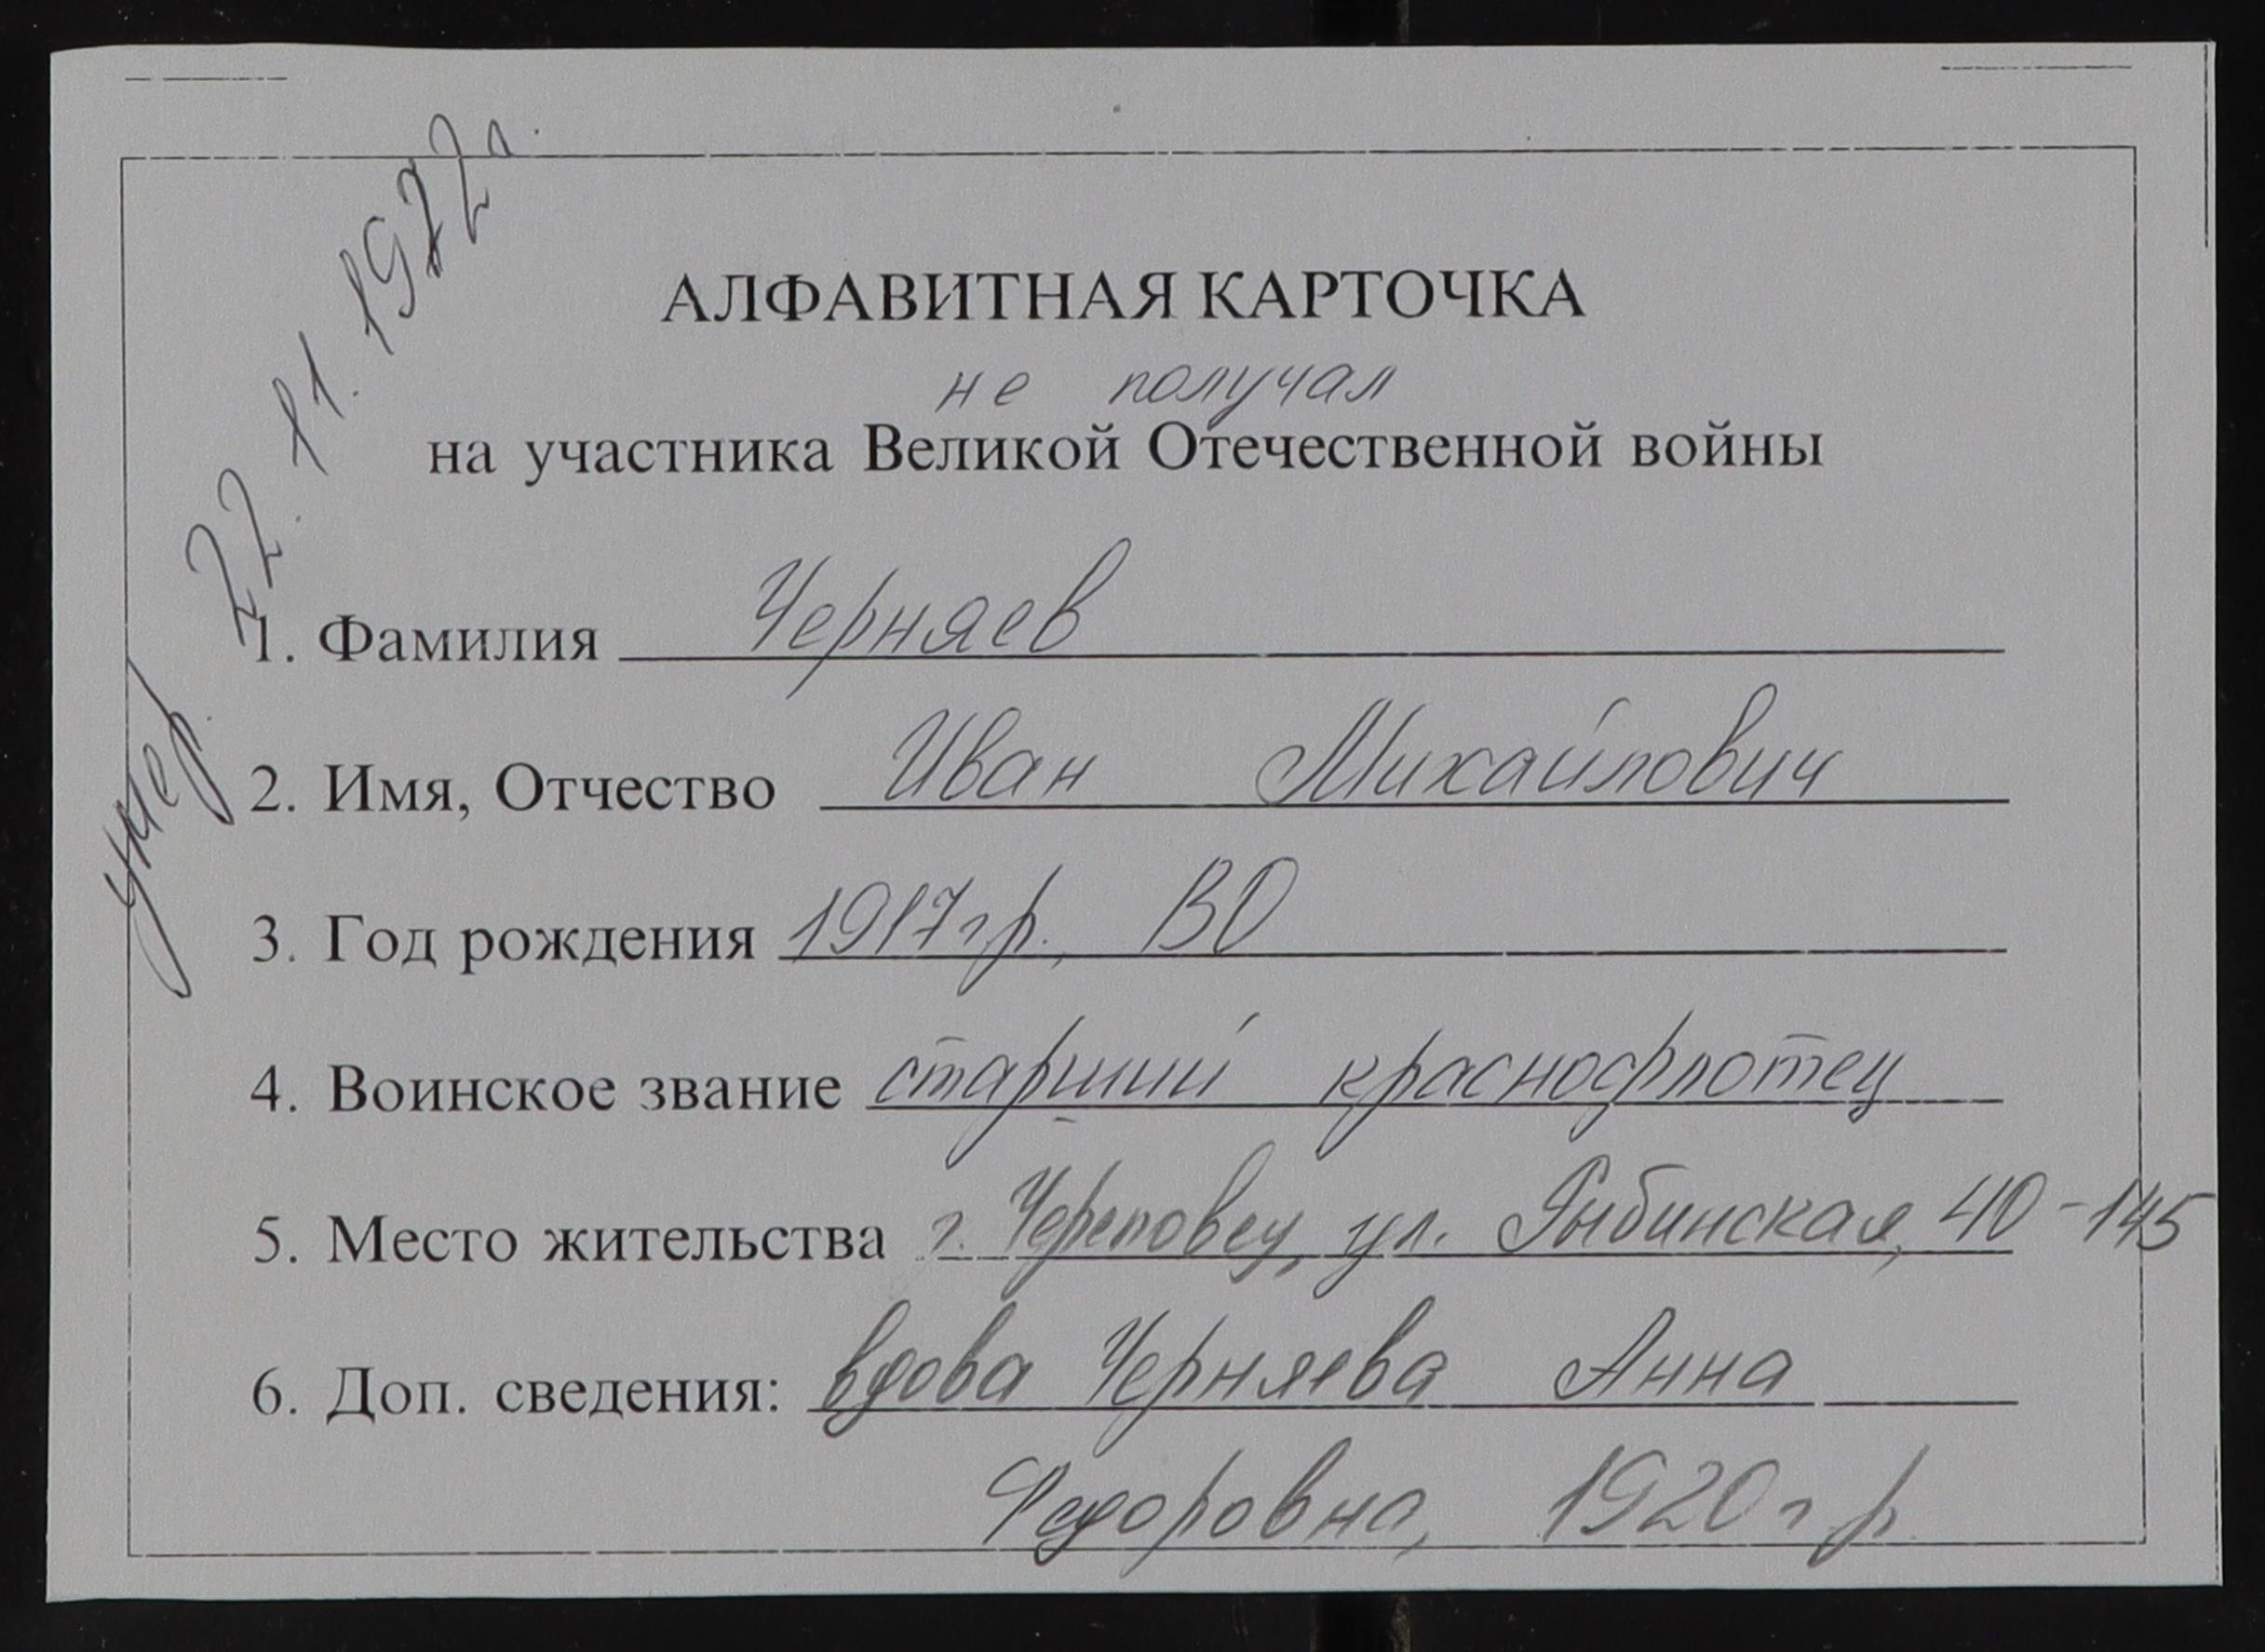 умер 22.11.1972г.
АЛФАВИТНАЯ КАРТОЧКА
не получал
на участника Великой Отечественной войны
1. Фамилия Черняев
2. Имя, Отчество Иван Михайлович
3. Год рождения 1917гр., ВО
4. Воинское звание старший краснофлотец
5. Место жительства г. Череповец, ул. Рыбинская, 40-145
6. Доп. сведения: вдова Черняева Анна
Федоровна, 1920гр